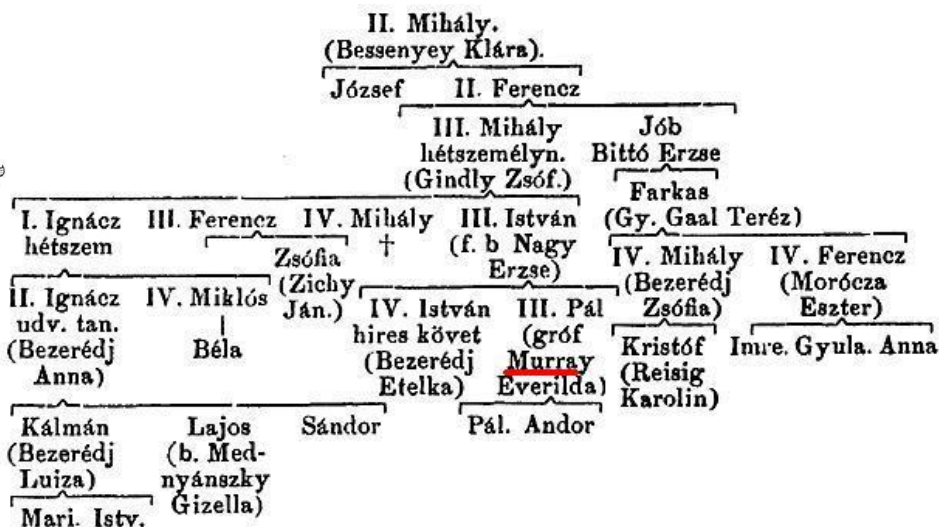 II. Mihály.
(Bessenyey Klára).
József II. Ferencz
III. Mihály Jób
hétszemélyn. Bittó Erzse
(Gindly Zsóf.) Farkas
I. Ignácz III. Ferencz IV. Mihály III. István (Gy. Gaal Teréz)
hétszem † (f. b Nagy
Zsófia Erzse) IV. Mihály IV. Ferencz
(Zichy (Bezerédj (Morócza
II. Ignácz IV. Miklós Ján.) IV. István III. Pál Zsófia) Eszter)
udv. tan. hires követ (gróf
(Bezerédj Béla (Bezerédj Murray Kristóf Imre. Gyula. Anna
Anna) Etelka) Everilda) (Reisig
Karolin)
Kálmán Lajos Sándor Pál. Andor
(Bezerédj (b. Med-
Luiza) nyánszky
Gizella)
Mari. Istv.